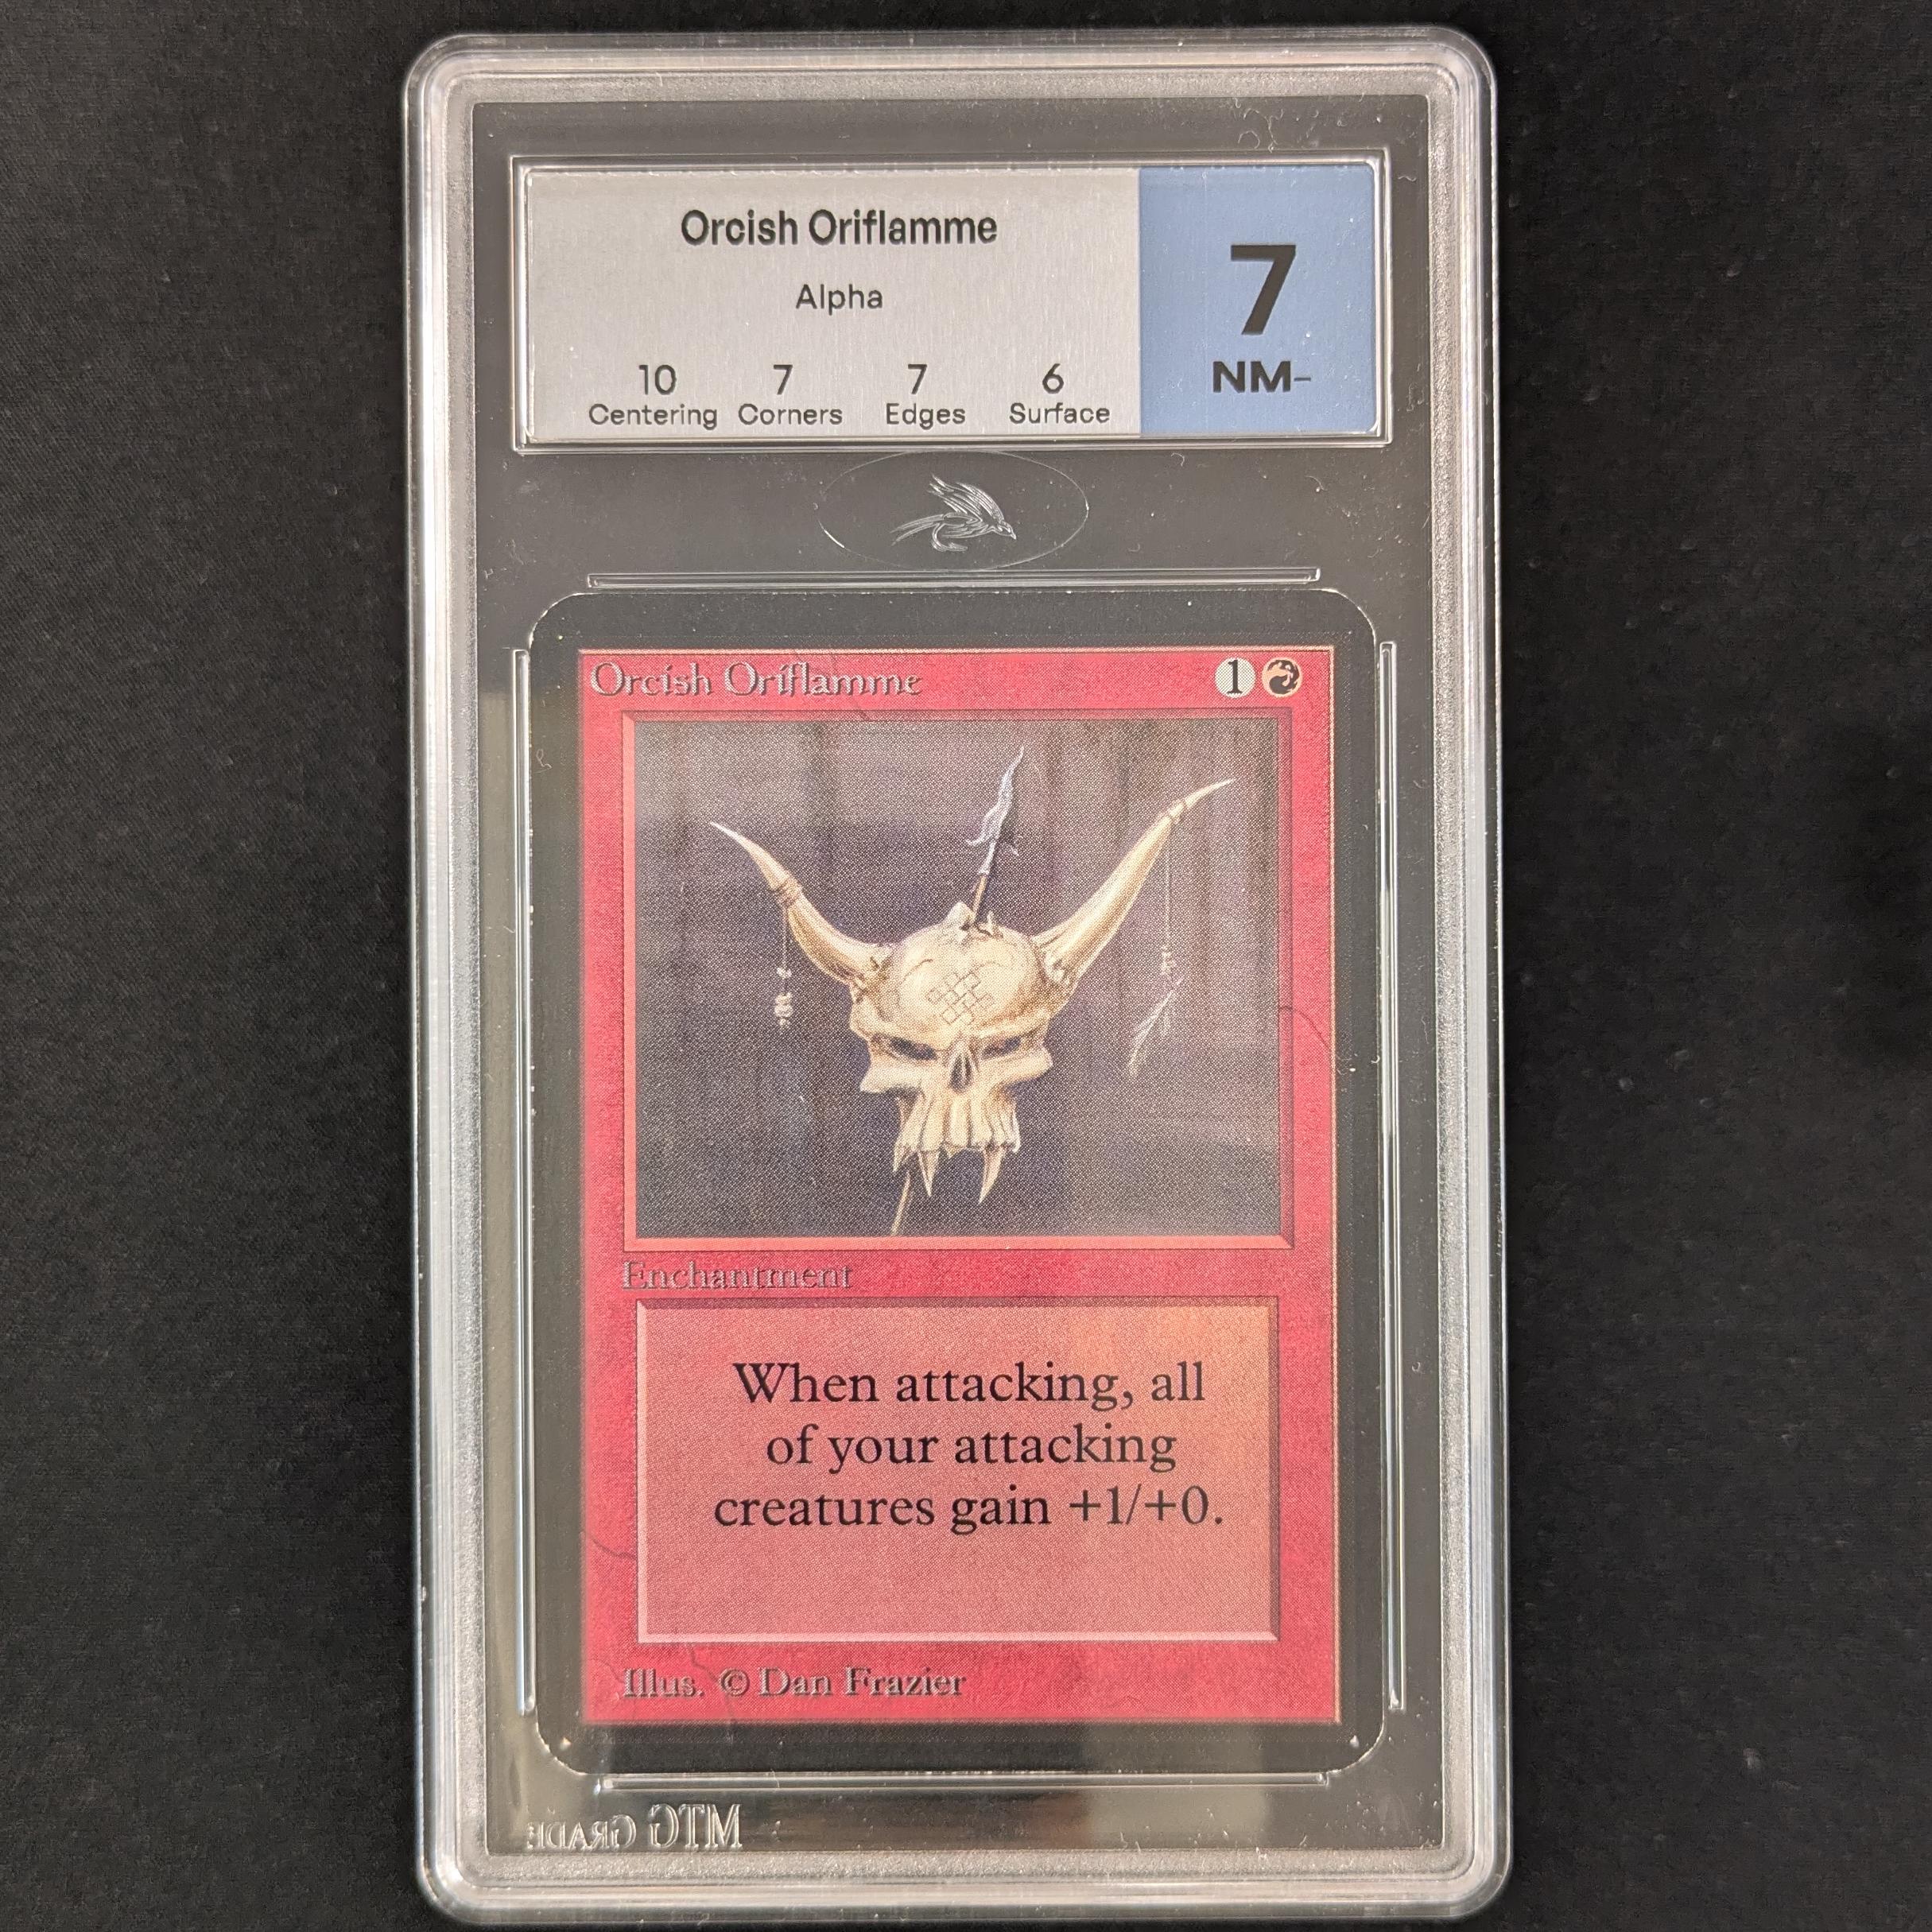 Orcish Oriflamme
Alpha
10 7 7 6
Centering Corners Edges Surface
7
NM-
Orcish Oriflamme 1
Enchantment
When attacking, all
of your attacking
creatures gain +1/+0.
Illus. © Dan Frazier
MTG GRADE